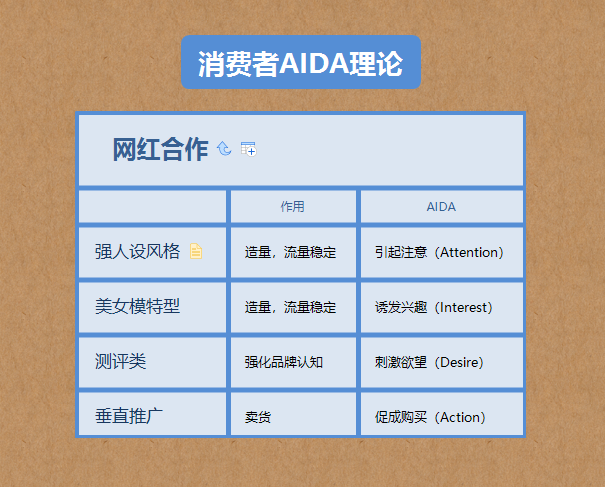 消费者AIDA理论
网红合作
作用 AIDA
强人设风格 造量，流量稳定 引起注意（Attention）
美女模特型 造量，流量稳定 诱发兴趣（Interest）
测评类 强化品牌认知 刺激欲望（Desire）
垂直推广 卖货 促成购买（Action）